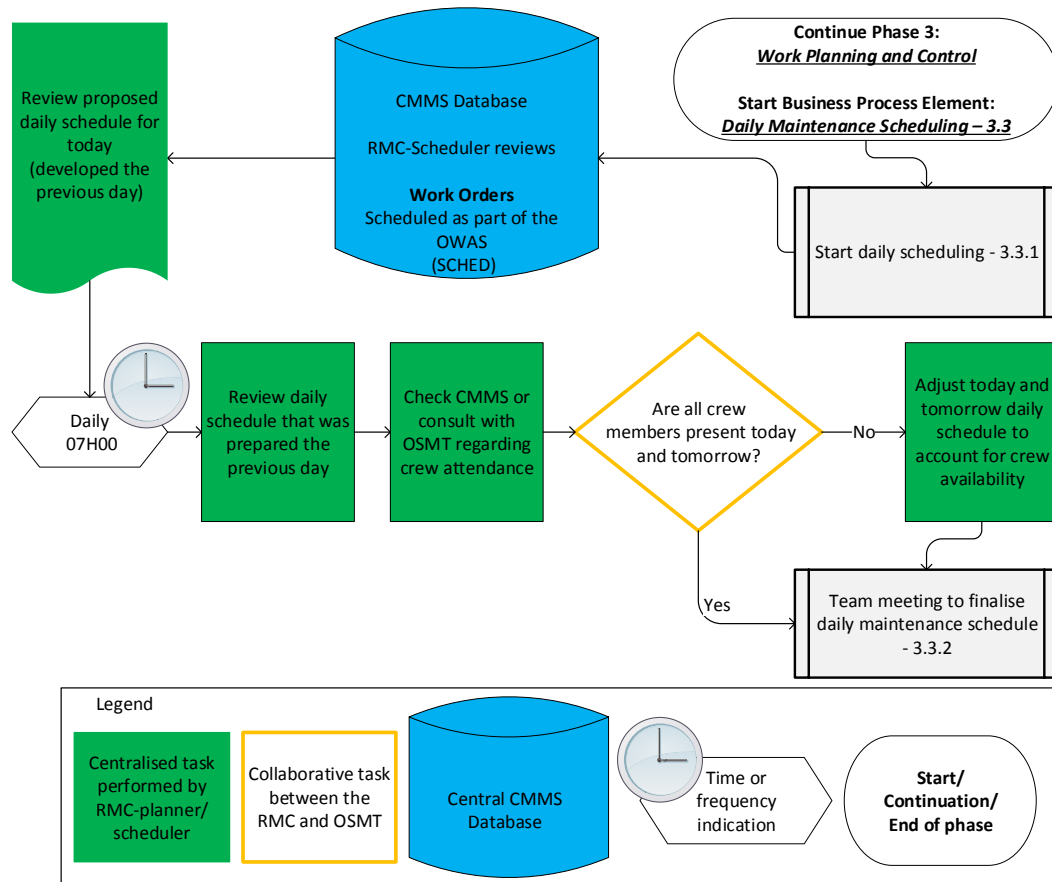 Continue Phase 3:
Work Planning and Control
Start Business Process Element:
Daily Maintenance Scheduling – 3.3
Start daily scheduling - 3.3.1
CMMS Database
RMC-Scheduler reviews
Work Orders
Scheduled as part of the
OWAS
(SCHED)
Review proposed
daily schedule for
today
(developed the
previous day)
Daily
07H00
Review daily
schedule that was
prepared the
previous day
Check CMMS or
consult with
OSMT regarding
crew attendance
Are all crew
members present today
and tomorrow?
No
Adjust today and
tomorrow daily
schedule to
account for crew
availability
Yes
Team meeting to finalise
daily maintenance schedule
- 3.3.2
Legend
Centralised task
performed by
RMC-planner/
scheduler
Collaborative task
between the
RMC and OSMT
Central CMMS
Database
Time or
frequency
indication
Start/
Continuation/
End of phase